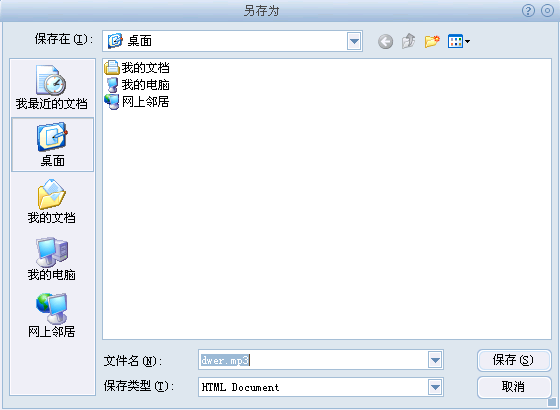 另存为
保存在(I):
桌面
我的文档
我的电脑
网上邻居
我最近的文档
桌面
我的文档
我的电脑
网上邻居
文件名(N):
dwer.mp3
保存(S)
保存类型(T):
HTML Document
取消